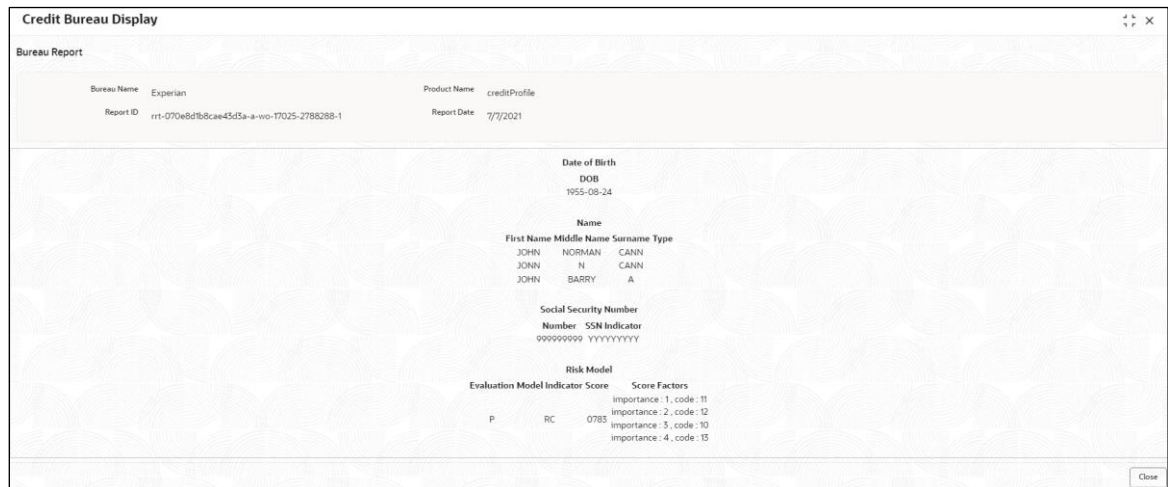 Credit Bureau Display
Bureau Report
Bureau Name Experian Product Name creditProfile
Report ID rrt-070e8d1b8cae43d3a-a-wo-17025-2788288-1 Report Date 7/7/2021
Date of Birth
DOB
1955-08-24
Name
First Name Middle Name Surname Type
JOHN NORMAN CANN
JONN N CANN
JOHN BARRY A
Social Security Number
Number SSN Indicator
999999999 YYYYYYYYY
Risk Model
Evaluation Model Indicator Score Score Factors
importance : 1 , code : 11
importance : 2 , code : 12
P RC 0783
importance : 3 , code : 10
importance : 4 , code : 13
Close